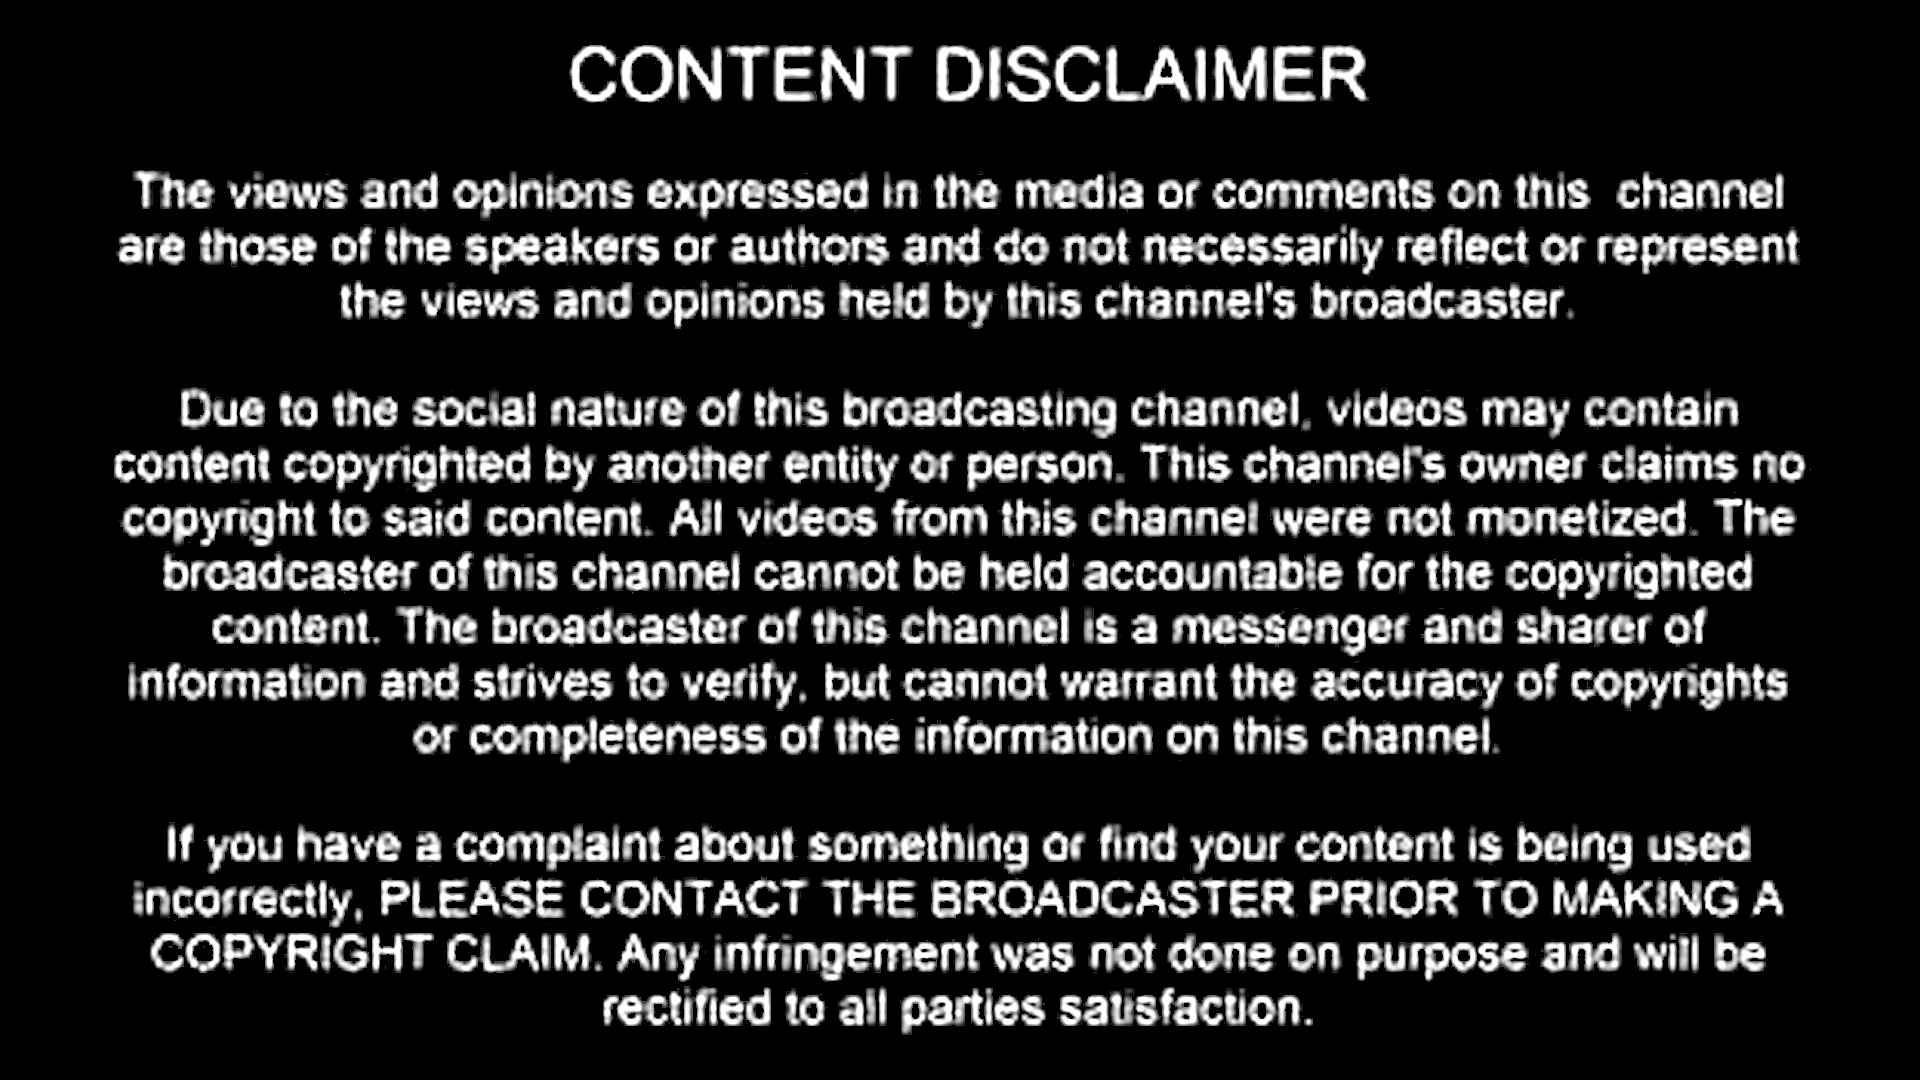 CONTENT DISCLAIMER
The views and opinions expressed in the media or comments on this channel
are those of the speakers or authors and do not necessarily reflect or represent
the views and opinions held by this channel's broadcaster.
Due to the social nature of this broadcasting channel, videos may contain
content copyrighted by another entity or person. This channel's owner claims no
copyright to said content. All videos from this channel were not monetized. The
broadcaster of this channel cannot be held accountable for the copyrighted
content. The broadcaster of this channel is a messenger and sharer of
information and strives to verify, but cannot warrant the accuracy of copyrights
or completeness of the information on this channel.
If you have a complaint about something or find your content is being used
incorrectly, PLEASE CONTACT THE BROADCASTER PRIOR TO MAKING A
COPYRIGHT CLAIM. Any infringement was not done on purpose and will be
rectified to all parties satisfaction.